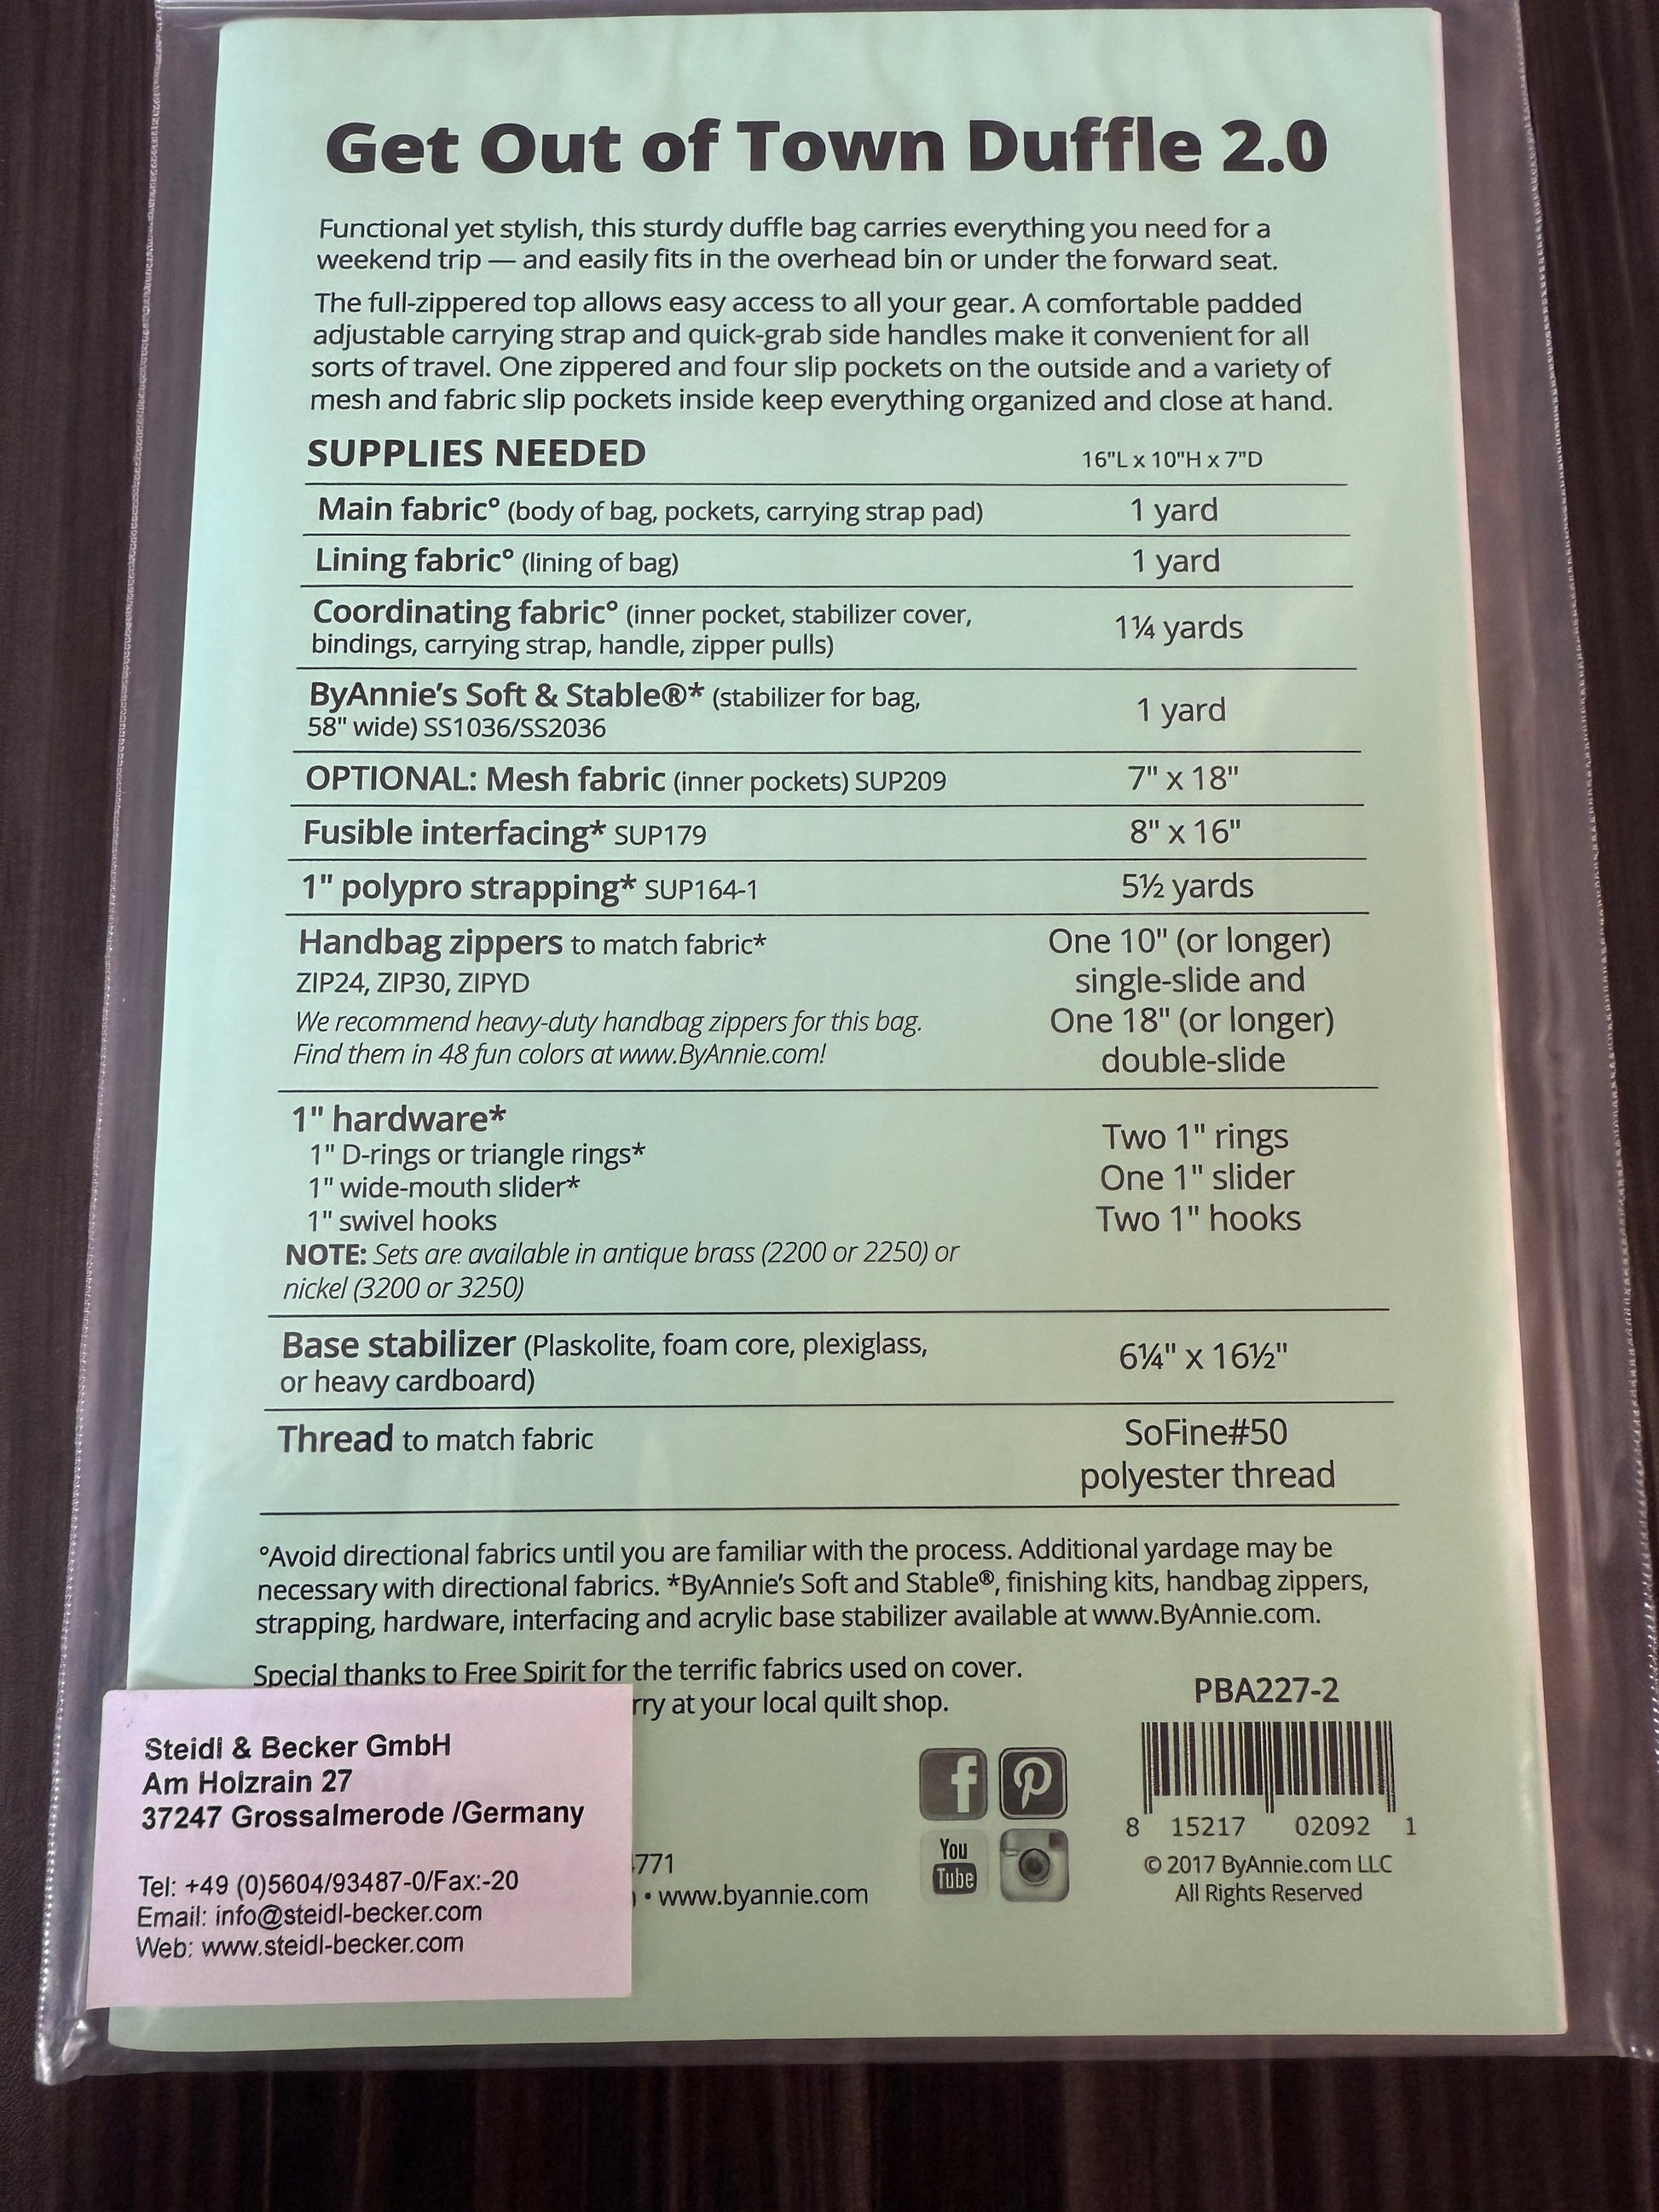 Get Out of Town Duffle 2.0
Functional yet stylish, this sturdy duffle bag carries everything you need for a
weekend trip — and easily fits in the overhead bin or under the forward seat.
The full-zippered top allows easy access to all your gear. A comfortable padded
adjustable carrying strap and quick-grab side handles make it convenient for all
sorts of travel. One zippered and four slip pockets on the outside and a variety of
mesh and fabric slip pockets inside keep everything organized and close at hand.
SUPPLIES NEEDED 16"L x 10"H x 7"D
Main fabric° (body of bag, pockets, carrying strap pad) 1 yard
Lining fabric° (lining of bag) 1 yard
Coordinating fabric° (inner pocket, stabilizer cover,
bindings, carrying strap, handle, zipper pulls) 1¼ yards
ByAnnie's Soft & Stable®* (stabilizer for bag,
58" wide) SS1036/SS2036 1 yard
OPTIONAL: Mesh fabric (inner pockets) SUP209 7" x 18"
Fusible interfacing* SUP179 8" x 16"
1" polypro strapping* SUP164-1 5½ yards
Handbag zippers to match fabric*
ZIP24, ZIP30, ZIPYD
We recommend heavy-duty handbag zippers for this bag.
Find them in 48 fun colors at www.ByAnnie.com!
One 10" (or longer)
single-slide and
One 18" (or longer)
double-slide
1" hardware*
1" D-rings or triangle rings*
1" wide-mouth slider*
1" swivel hooks
NOTE: Sets are available in antique brass (2200 or 2250) or
nickel (3200 or 3250)
Two 1" rings
One 1" slider
Two 1" hooks
Base stabilizer (Plaskolite, foam core, plexiglass,
or heavy cardboard) 6¼" x 16½"
Thread to match fabric
SoFine#50
polyester thread
°Avoid directional fabrics until you are familiar with the process. Additional yardage may be
necessary with directional fabrics. *ByAnnie's Soft and Stable®, finishing kits, handbag zippers,
strapping, hardware, interfacing and acrylic base stabilizer available at www.ByAnnie.com.
Special thanks to Free Spirit for the terrific fabrics used on cover.
at your local quilt shop.
PBA227-2
Steidl & Becker GmbH
Am Holzrain 27
37247 Grossalmerode /Germany
Tel: +49 (0)5604/93487-0/Fax:-20
Email: info@steidl-becker.com
Web: www.steidl-becker.com
771
• www.byannie.com
f
P
You
Tube
8 15217 02092 1
© 2017 ByAnnie.com LLC
All Rights Reserved